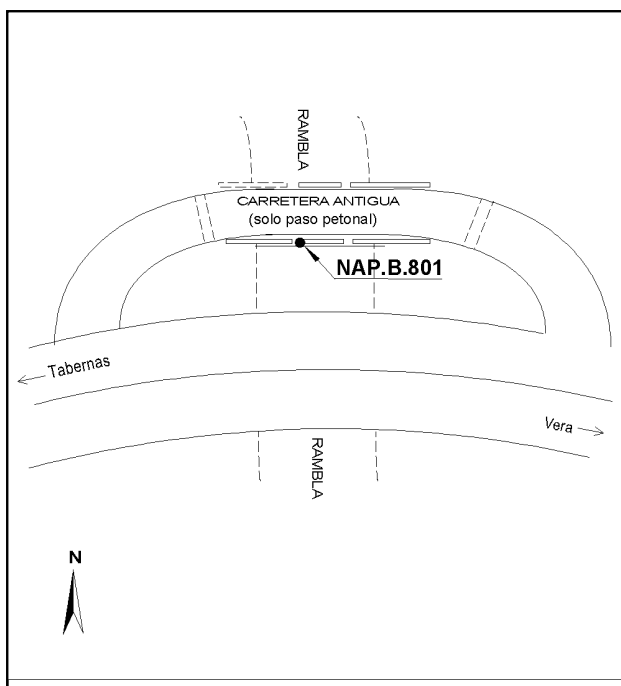 RAMBLA
CARRETERA ANTIGUA
(solo paso petonal)
NAP.B.801
Tabernas
Vera
RAMBLA
N